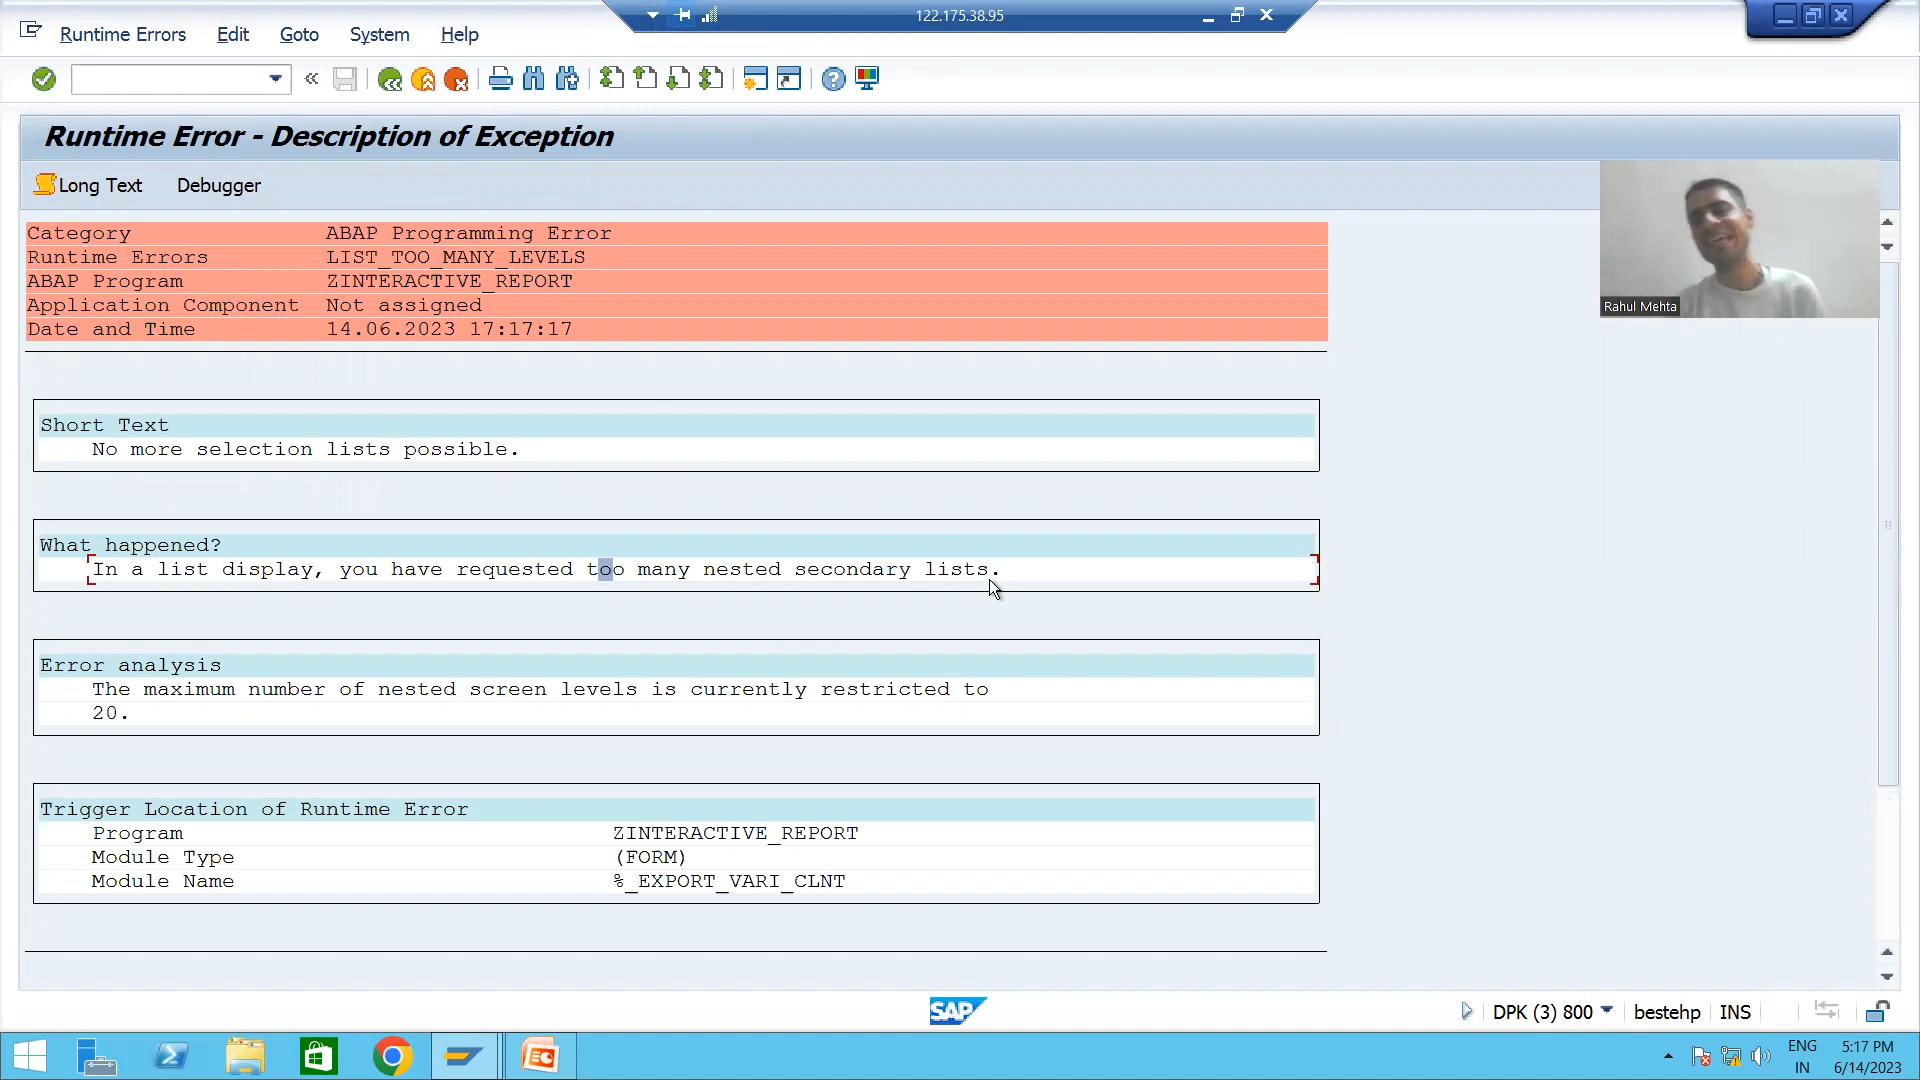 122.175.38.95
Runtime Errors Edit Goto System Help
Runtime Error - Description of Exception
Long Text Debugger
Category ABAP Programming Error
Runtime Errors LIST_TOO_MANY_LEVELS
ABAP Program ZINTERACTIVE_REPORT
Application Component Not assigned
Date and Time 14.06.2023 17:17:17
Rahul Mehta
Short Text
No more selection lists possible.
What happened?
In a list display, you have requested too many nested secondary lists.
Error analysis
The maximum number of nested screen levels is currently restricted to
20.
Trigger Location of Runtime Error
Program ZINTERACTIVE_REPORT
Module Type (FORM)
Module Name %_EXPORT_VARI_CLNT
SAP DPK (3) 800 bestehp INS
ENG 5:17 PM
IN 6/14/2023